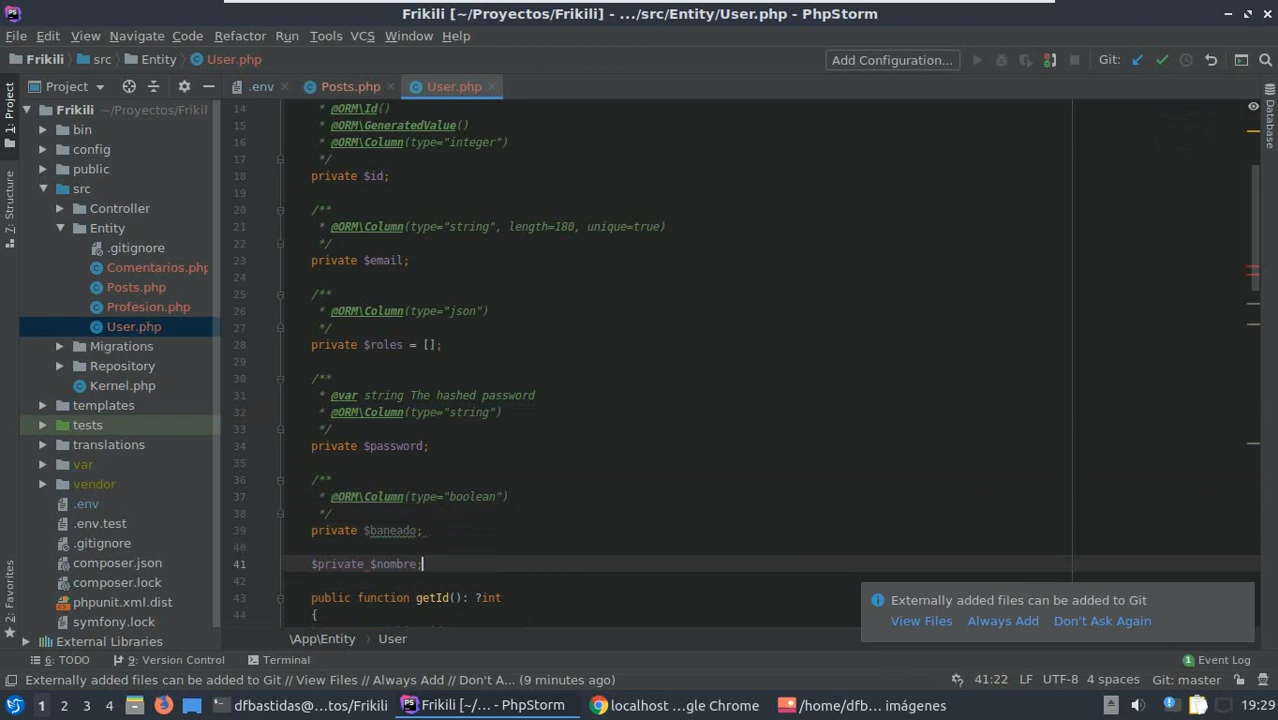 Frikili [~/Proyectos/Frikili] - .../src/Entity/User.php - PhpStorm
File Edit View Navigate Code Refactor Run Tools VCS Window Help
Frikili src Entity User.php Add Configuration... Git:
Project .env Posts.php User.php
1: Project
7: Structure
2: Favorites
Database
Frikili ~/Proyectos/Frikil
bin
config
public
src
Controller
Entity
.gitignore
Comentarios.php
Posts.php
Profesion.php
User.php
Migrations
Repository
Kernel.php
templates
tests
translations
var
vendor
.env
.env.test
.gitignore
composer.json
composer.lock
phpunit.xml.dist
symfony.lock
External Libraries
14 * @ORM\Id()
15 * @ORM\GeneratedValue()
16 * @ORM\Column(type="integer")
17 */
18 private $id;
19
20 /**
21 * @ORM\Column(type="string", length=180, unique=true)
22 */
23 private $email;
24
25 /**
26 * @ORM\Column(type="json")
27 */
28 private $roles = [];
29
30 /**
31 * @var string The hashed password
32 * @ORM\Column(type="string")
33 */
34 private $password;
35
36 /**
37 * @ORM\Column(type="boolean")
38 */
39 private $baneado;
40
41 $private $nombre;
42
43 public function getId(): ?int
44 {
\App\Entity User
Externally added files can be added to Git
View Files Always Add Don't Ask Again
6: TODO 9: Version Control Terminal 1 Event Log
Externally added files can be added to Git // View Files // Always Add // Don't A... (9 minutes ago) 41:22 LF UTF-8 4 spaces Git: master
1 2 3 4 dfbastidas@...tos/Frikili Frikili [~/... - PhpStorm localhost ...gle Chrome /home/dfb... imágenes 19:29